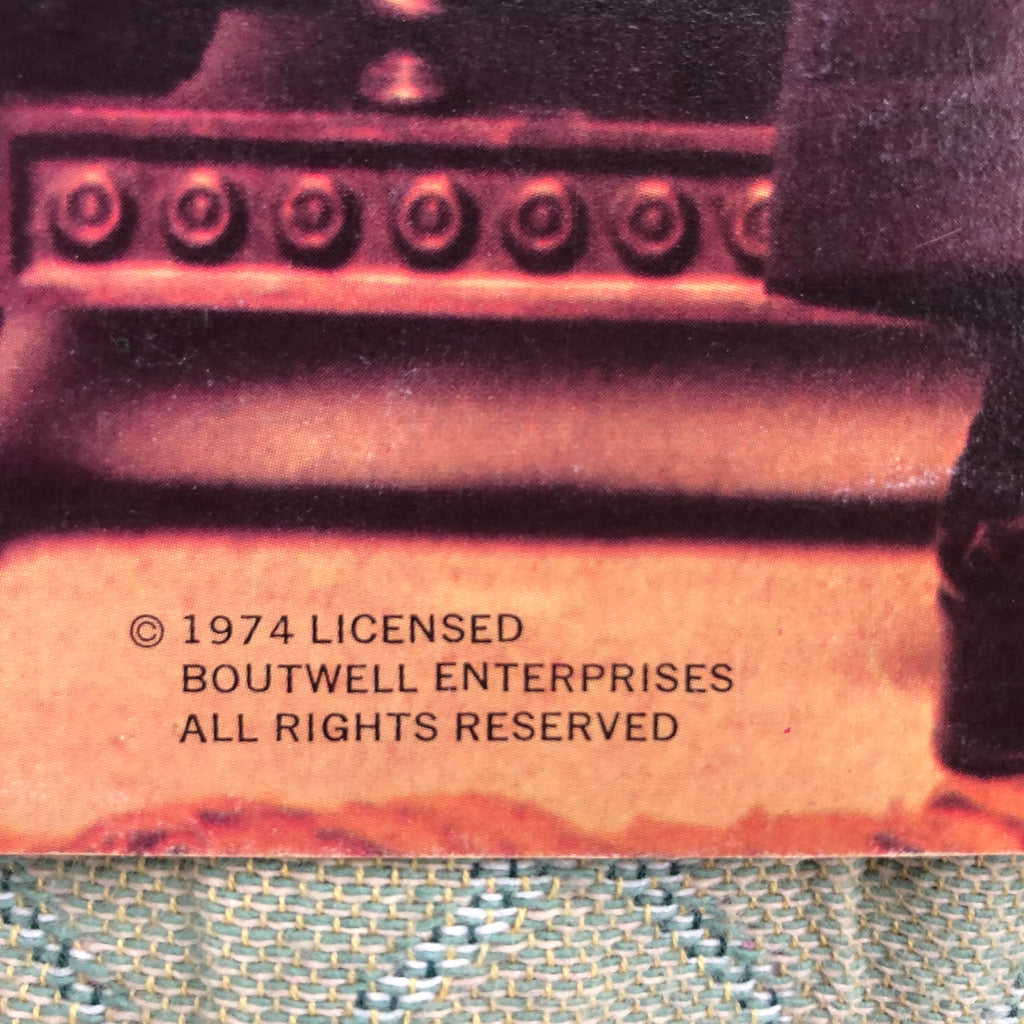 © 1974 LICENSED
BOUTWELL ENTERPRISES
ALL RIGHTS RESERVED